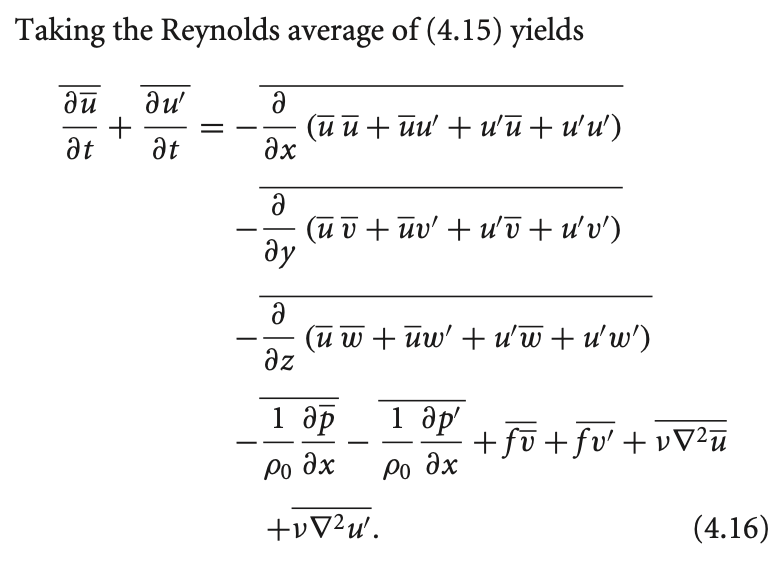 Taking the Reynolds average of (4.15) yields
$\overline{\frac{\partial \overline{u}}{\partial t}} + \overline{\frac{\partial u'}{\partial t}} = -\overline{\frac{\partial}{\partial x}(\overline{u}\,\overline{u} + \overline{u}u' + u'\overline{u} + u'u')}$
$-\overline{\frac{\partial}{\partial y}(\overline{u}\,\overline{v} + \overline{u}v' + u'\overline{v} + u'v')}$
$-\overline{\frac{\partial}{\partial z}(\overline{u}\,\overline{w} + \overline{u}w' + u'\overline{w} + u'w')}$
$-\overline{\frac{1}{\rho_0}\frac{\partial \overline{p}}{\partial x}} - \overline{\frac{1}{\rho_0}\frac{\partial p'}{\partial x}} + \overline{f\overline{v}} + \overline{fv'} + \overline{\nu\nabla^2\overline{u}}$
$+\overline{\nu\nabla^2 u'}.$ (4.16)